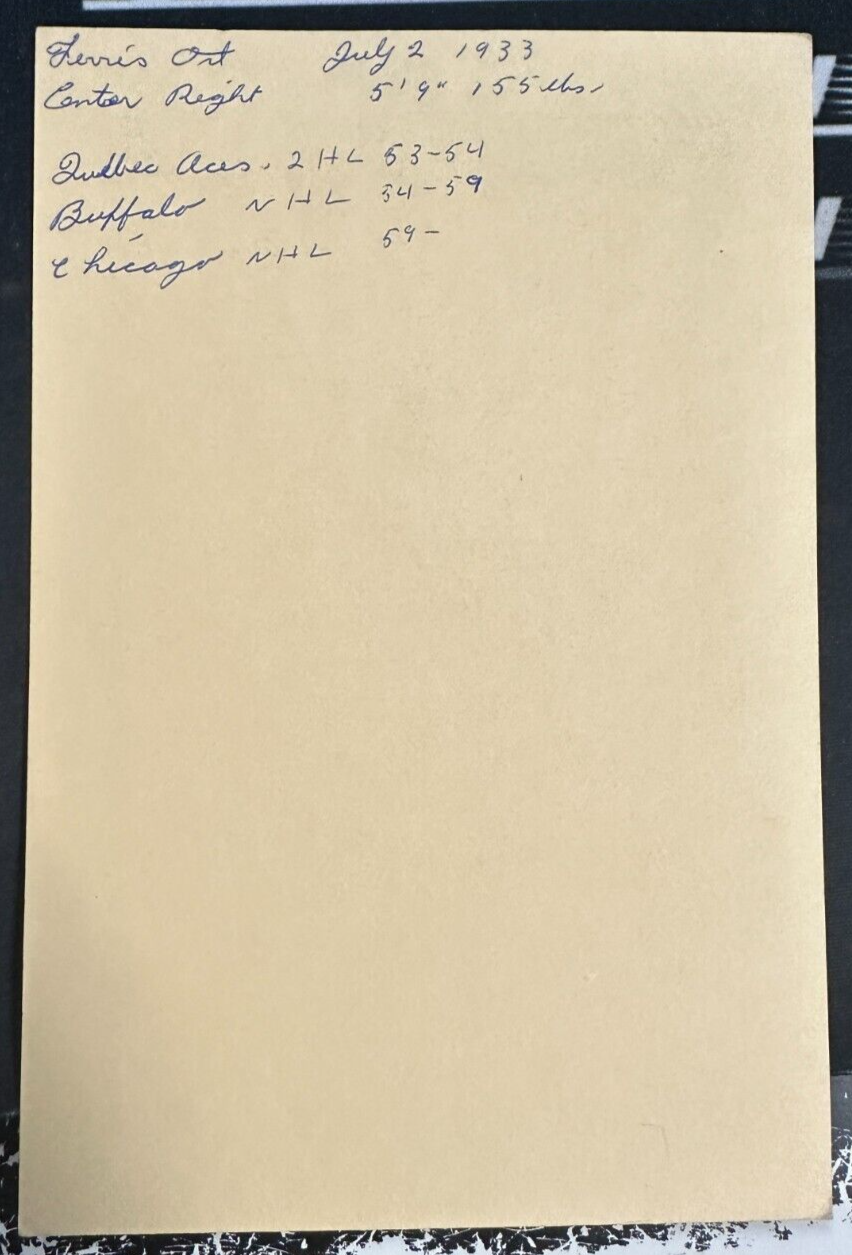 Ferris Ort July 2 1933
Center Right 5'9" 155 lbs.
Quebec Aces. QHL 53-54
Buffalo NHL 54-59
Chicago NHL 59-